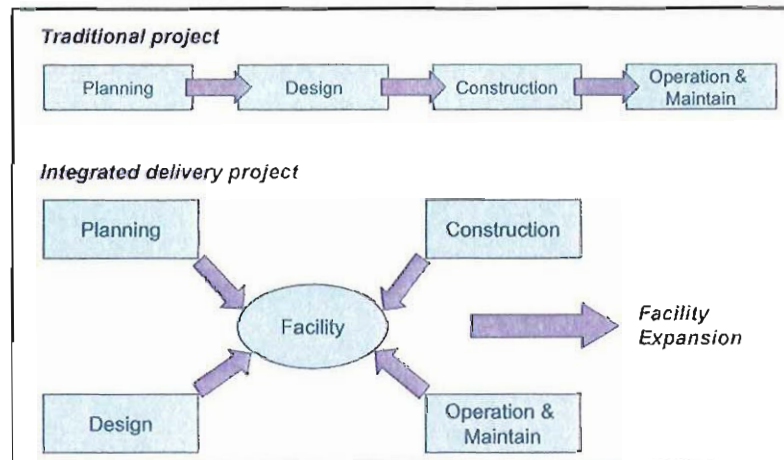 Traditional project
Planning
Design
Construction
Operation &
Maintain
Integrated delivery project
Planning
Construction
Facility
Facility
Expansion
Design
Operation &
Maintain